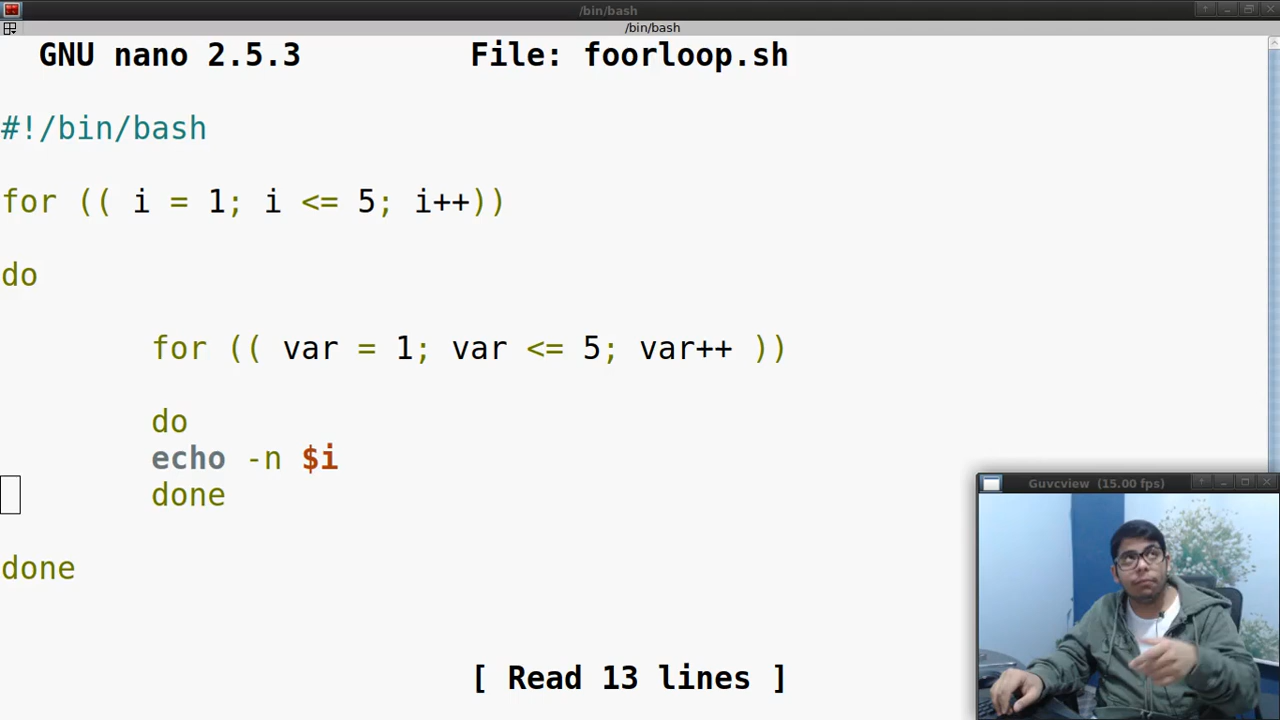 /bin/bash
/bin/bash
GNU nano 2.5.3 File: foorloop.sh
#!/bin/bash
for (( i = 1; i <= 5; i++))
do
for (( var = 1; var <= 5; var++ ))
do
echo -n $i
done
done
[ Read 13 lines ]
Guvcview (15.00 fps)